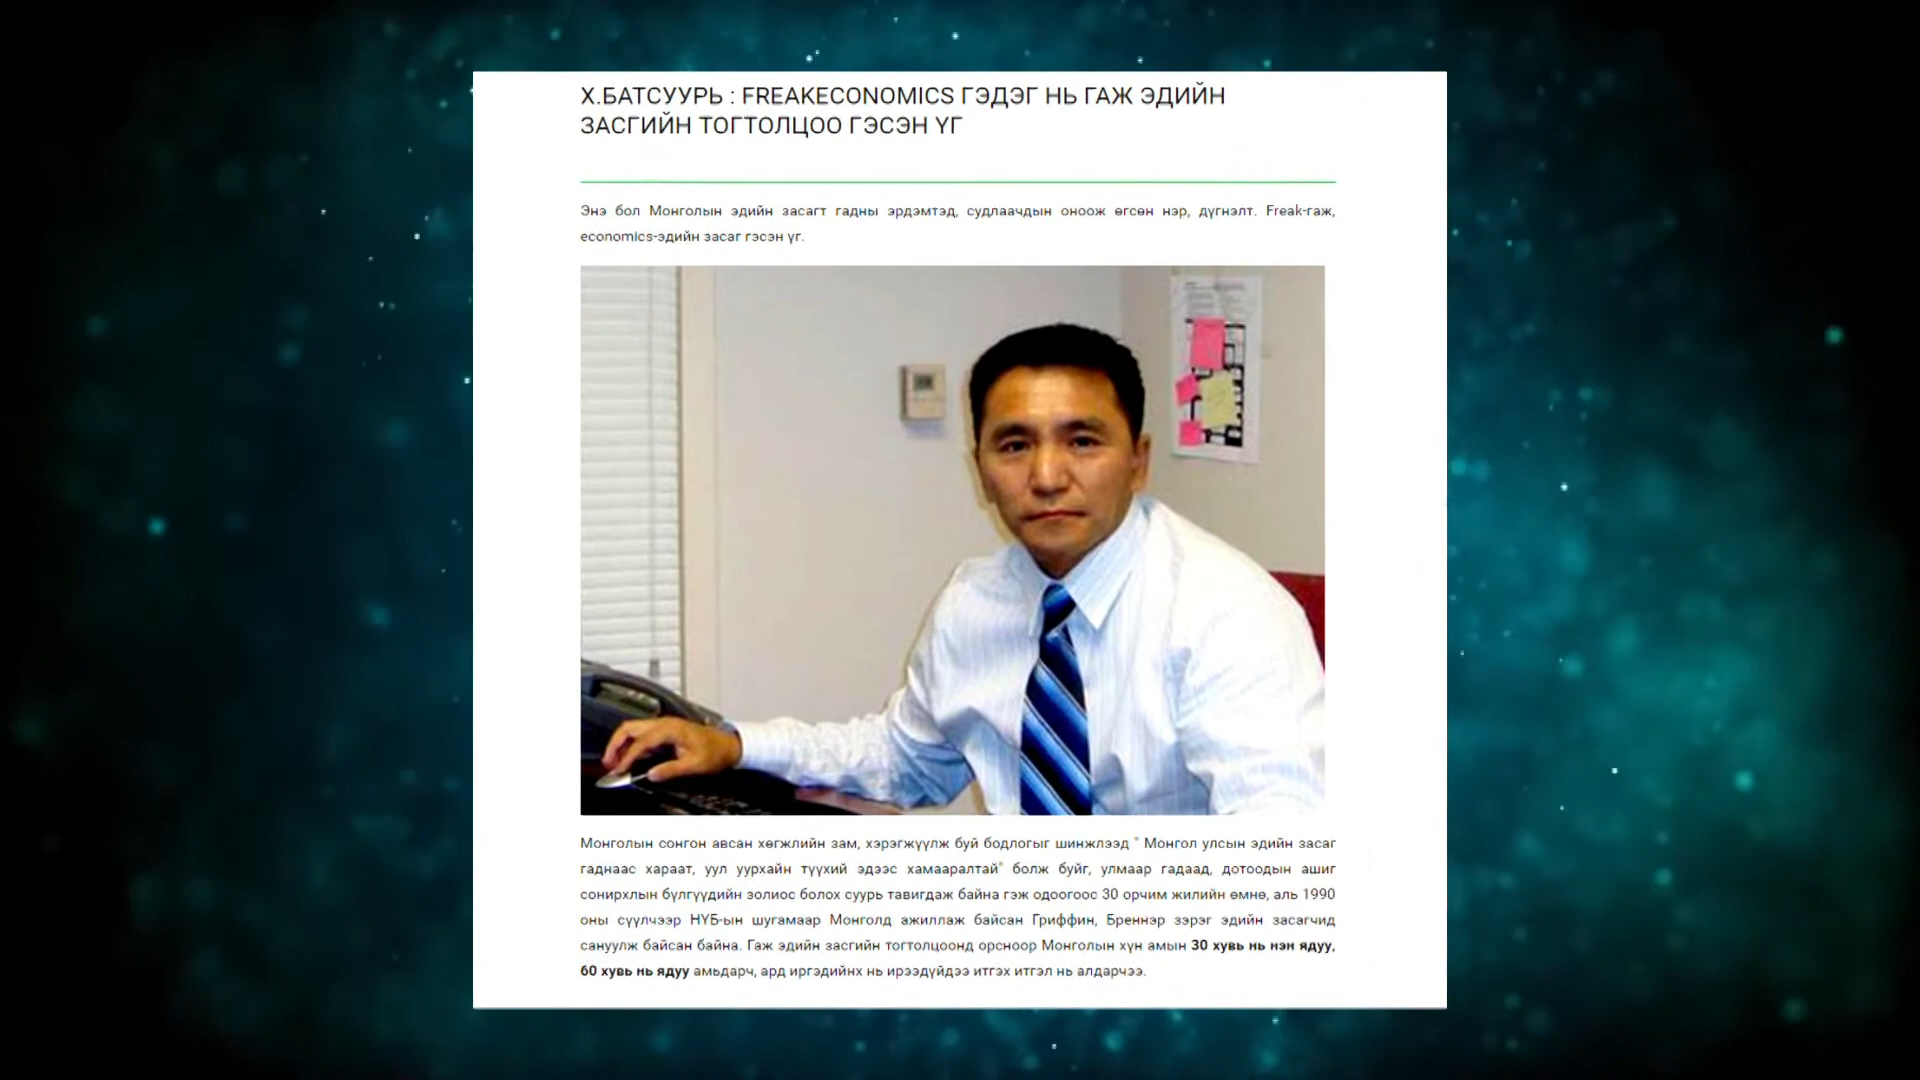 Х.БАТСУУРЬ : FREAKECONOMICS ГЭДЭГ НЬ ГАЖ ЭДИЙН
ЗАСГИЙН ТОГТОЛЦОО ГЭСЭН ҮГ
Энэ бол Монголын эдийн засагт гадны эрдэмтэд, судлаачдын оноож өгсөн нэр, дүгнэлт. Freak-гаж,
economics-эдийн засаг гэсэн үг.
Монголын сонгон авсан хөгжлийн зам, хэрэгжүүлж буй бодлогыг шинжлээд " Монгол улсын эдийн засаг
гаднаас хараат, уул уурхайн түүхий эдээс хамааралтай" болж буйг, улмаар гадаад, дотоодын ашиг
сонирхлын бүлгүүдийн золиос болох суурь тавигдаж байна гэж одоогоос 30 орчим жилийн өмнө, аль 1990
оны сүүлчээр НҮБ-ын шугамаар Монголд ажиллаж байсан Гриффин, Бреннэр зэрэг эдийн засагчид
сануулж байсан байна. Гаж эдийн засгийн тогтолцоонд орсноор Монголын хүн амын 30 хувь нь нэн ядуу,
60 хувь нь ядуу амьдарч, ард иргэдийнх нь ирээдүйдээ итгэх итгэл нь алдарчээ.